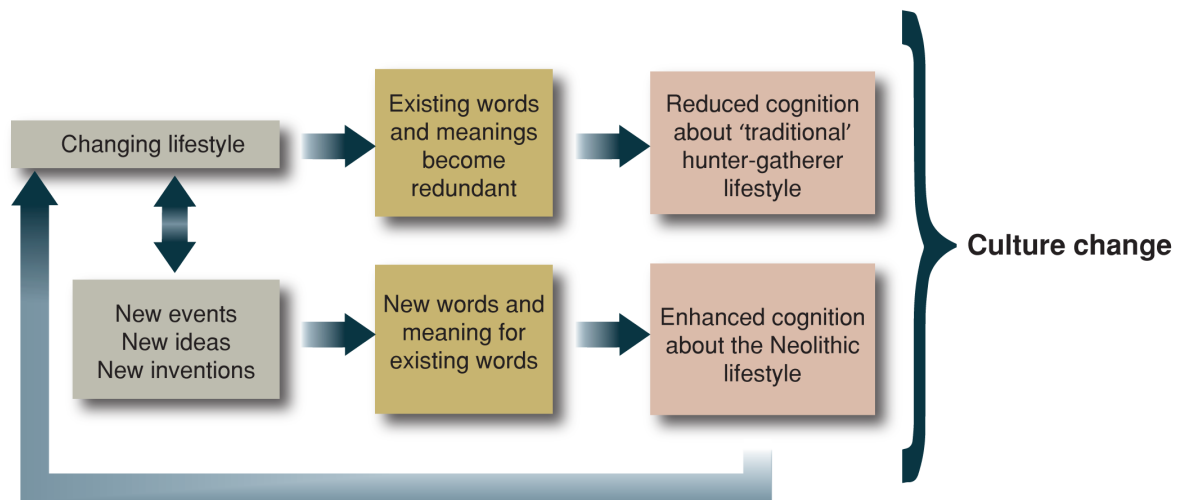 Changing lifestyle
Existing words
and meanings
become
redundant
Reduced cognition
about ‘traditional’
hunter-gatherer
lifestyle
New events
New ideas
New inventions
New words and
meaning for
existing words
Enhanced cognition
about the Neolithic
lifestyle
Culture change